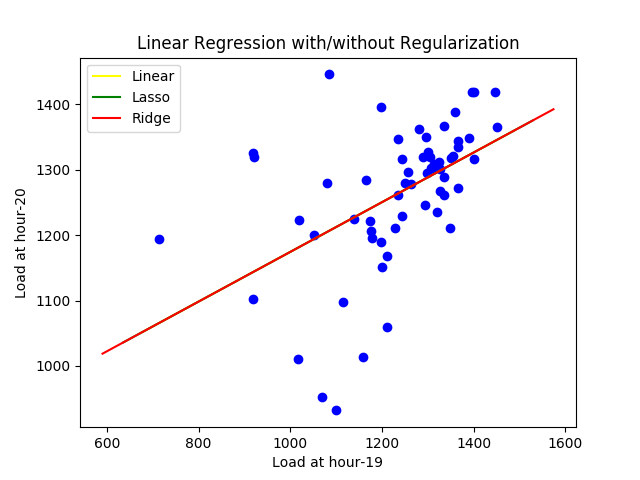 Linear Regression with/without Regularization
Linear
Lasso
Ridge
1400
1300
1200
1100
1000
Load at hour-20
600 800 1000 1200 1400 1600
Load at hour-19